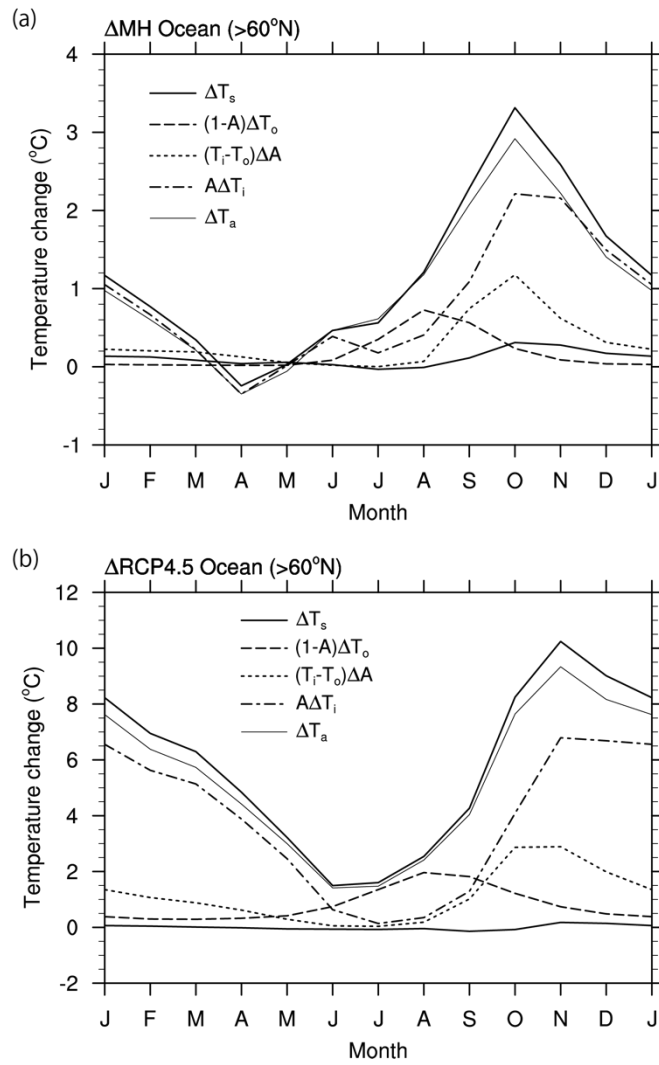 (a)
ΔMH Ocean (>60°N)
4
3
2
1
0
-1
Temperature change (°C)
ΔTₛ
(1-A)ΔTₒ
(Tᵢ-Tₒ)ΔA
AΔTᵢ
ΔTₐ
J F M A M J J A S O N D J
Month
(b)
ΔRCP4.5 Ocean (>60°N)
12
10
8
6
4
2
0
-2
Temperature change (°C)
ΔTₛ
(1-A)ΔTₒ
(Tᵢ-Tₒ)ΔA
AΔTᵢ
ΔTₐ
J F M A M J J A S O N D J
Month